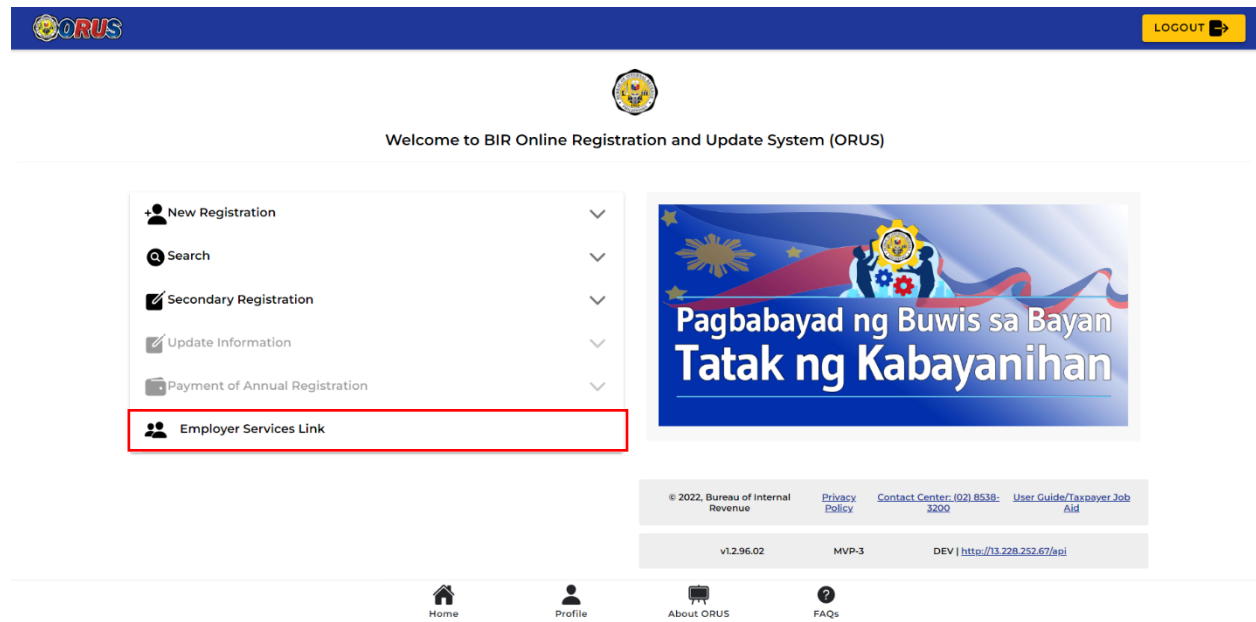 ORUS
LOGOUT
Welcome to BIR Online Registration and Update System (ORUS)
New Registration
Search
Secondary Registration
Update Information
Payment of Annual Registration
Employer Services Link
Pagbabayad ng Buwis sa Bayan
Tatak ng Kabayanihan
© 2022, Bureau of Internal Revenue
Privacy Policy
Contact Center: (02) 8538-3200
User Guide/Taxpayer Job Aid
v1.2.96.02
MVP-3
DEV | http://13.228.252.67/api
Home
Profile
About ORUS
FAQs